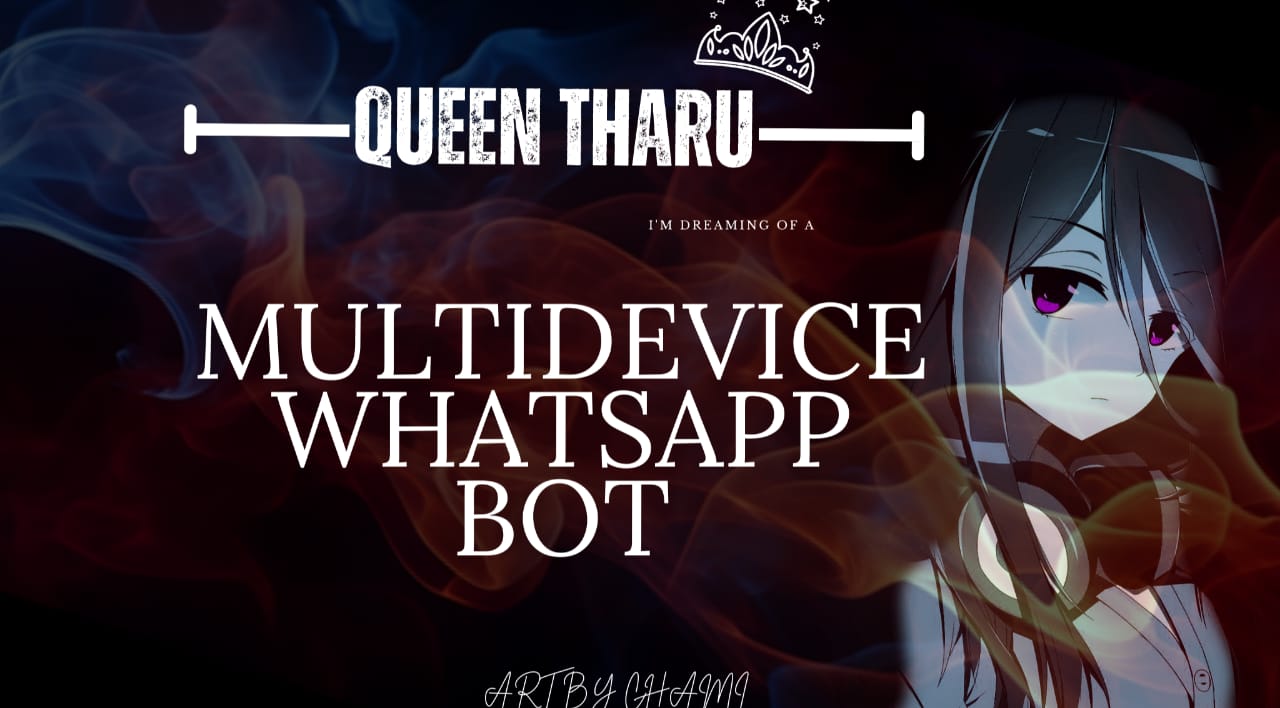 QUEEN THARU
I'M DREAMING OF A
MULTIDEVICE
WHATSAPP
BOT
ART BY CHAMI